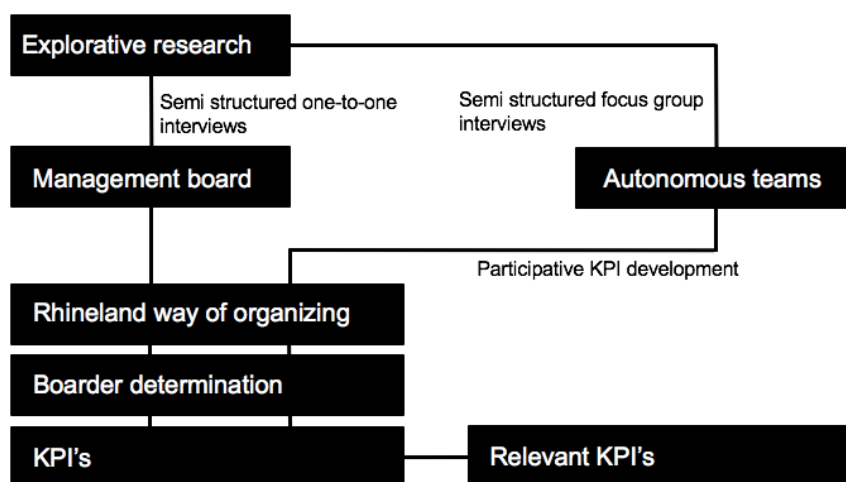 Explorative research
Semi structured one-to-one
interviews
Semi structured focus group
interviews
Management board
Autonomous teams
Participative KPI development
Rhineland way of organizing
Boarder determination
KPI's
Relevant KPI's